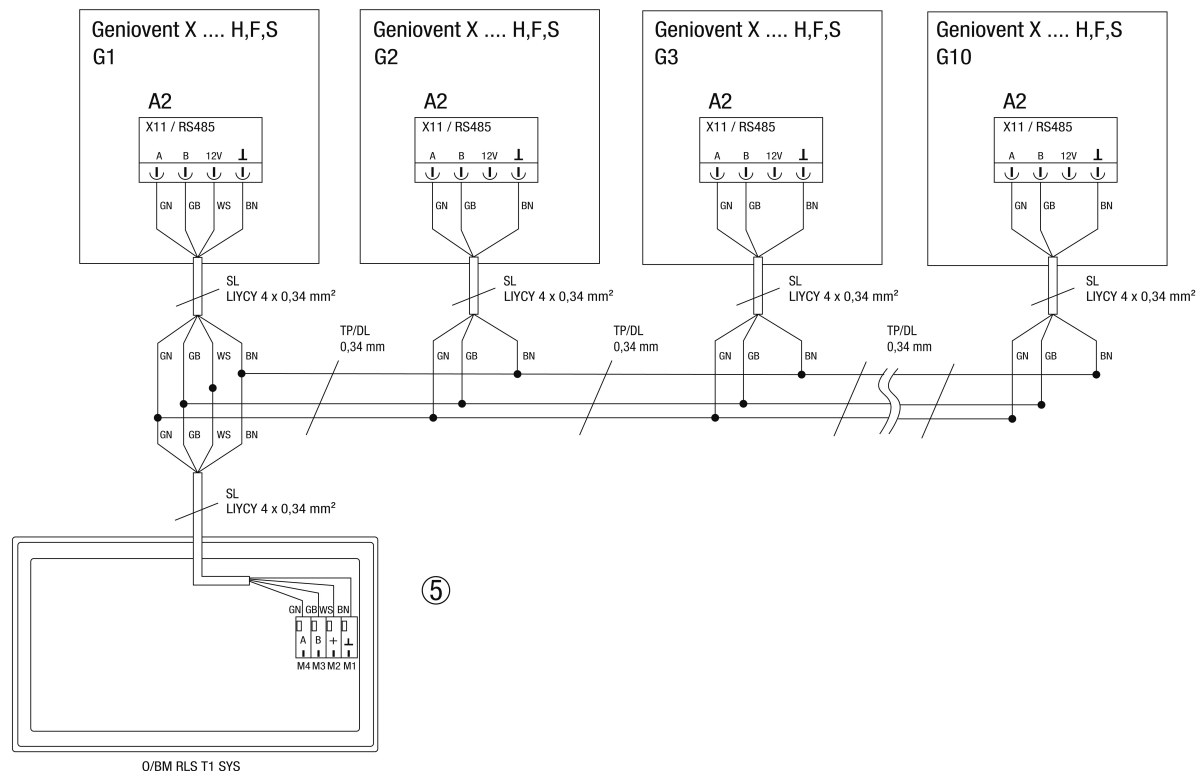 Geniovent X .... H,F,S
G1
A2
X11 / RS485
A B 12V ⊥
GN GB WS BN
SL
LIYCY 4 x 0,34 mm²
Geniovent X .... H,F,S
G2
A2
X11 / RS485
A B 12V ⊥
GN GB BN
SL
LIYCY 4 x 0,34 mm²
Geniovent X .... H,F,S
G3
A2
X11 / RS485
A B 12V ⊥
GN GB BN
SL
LIYCY 4 x 0,34 mm²
Geniovent X .... H,F,S
G10
A2
X11 / RS485
A B 12V ⊥
GN GB BN
SL
LIYCY 4 x 0,34 mm²
GN GB WS BN
TP/DL
0,34 mm
GN GB BN
TP/DL
0,34 mm
GN GB BN
TP/DL
0,34 mm
GN GB BN
GN GB WS BN
SL
LIYCY 4 x 0,34 mm²
⑤
GN GB WS BN
A B + ⊥
M4 M3 M2 M1
O/BM RLS T1 SYS